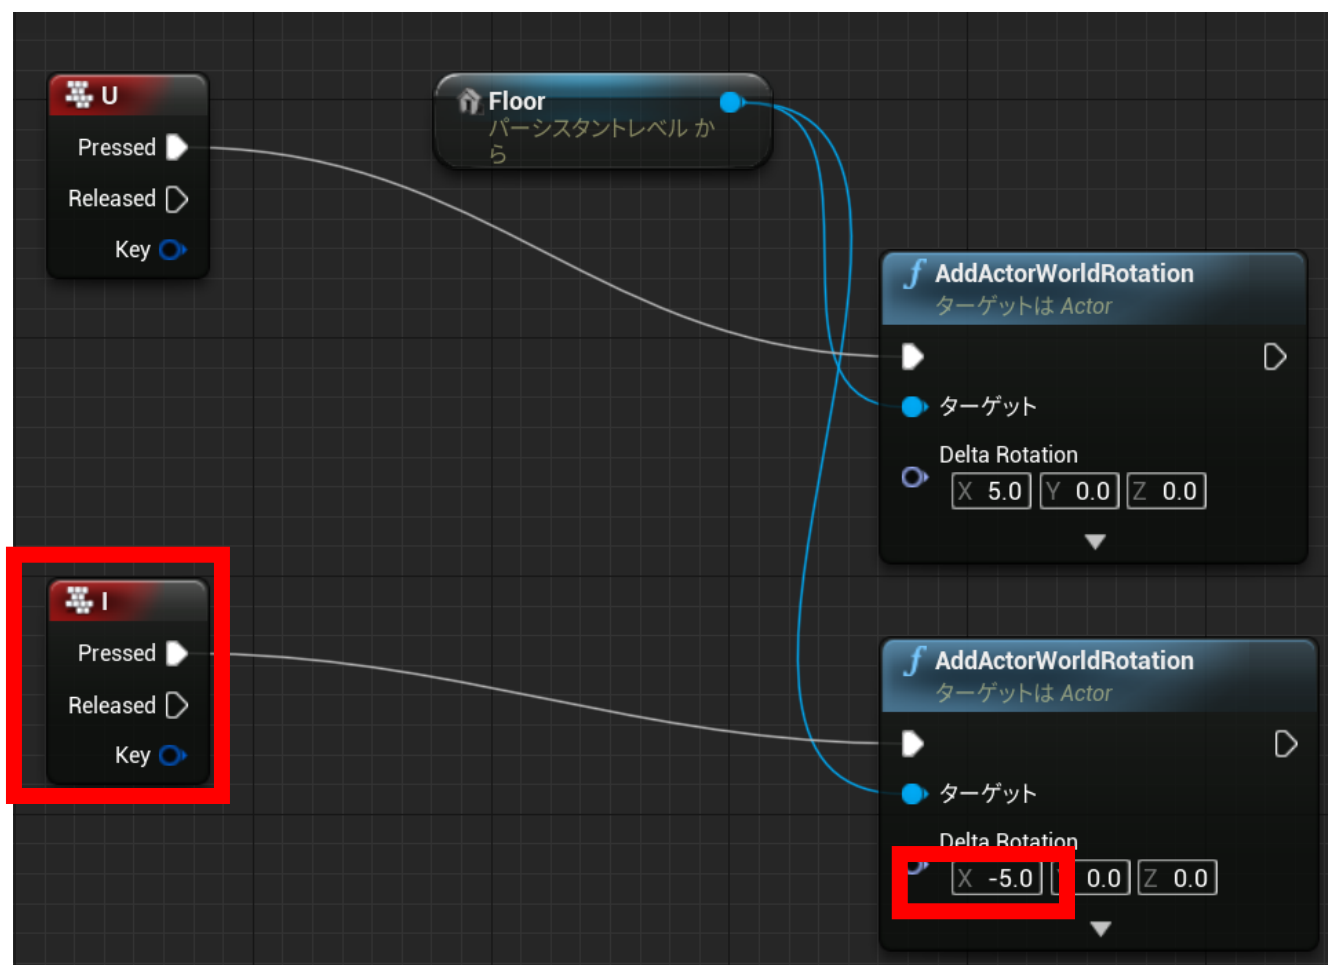 U
Pressed
Released
Key
Floor
パーシスタントレベル か
ら
AddActorWorldRotation
ターゲットは Actor
ターゲット
Delta Rotation
X 5.0 Y 0.0 Z 0.0
I
Pressed
Released
Key
AddActorWorldRotation
ターゲットは Actor
ターゲット
Delta Rotation
X -5.0 0.0 Z 0.0